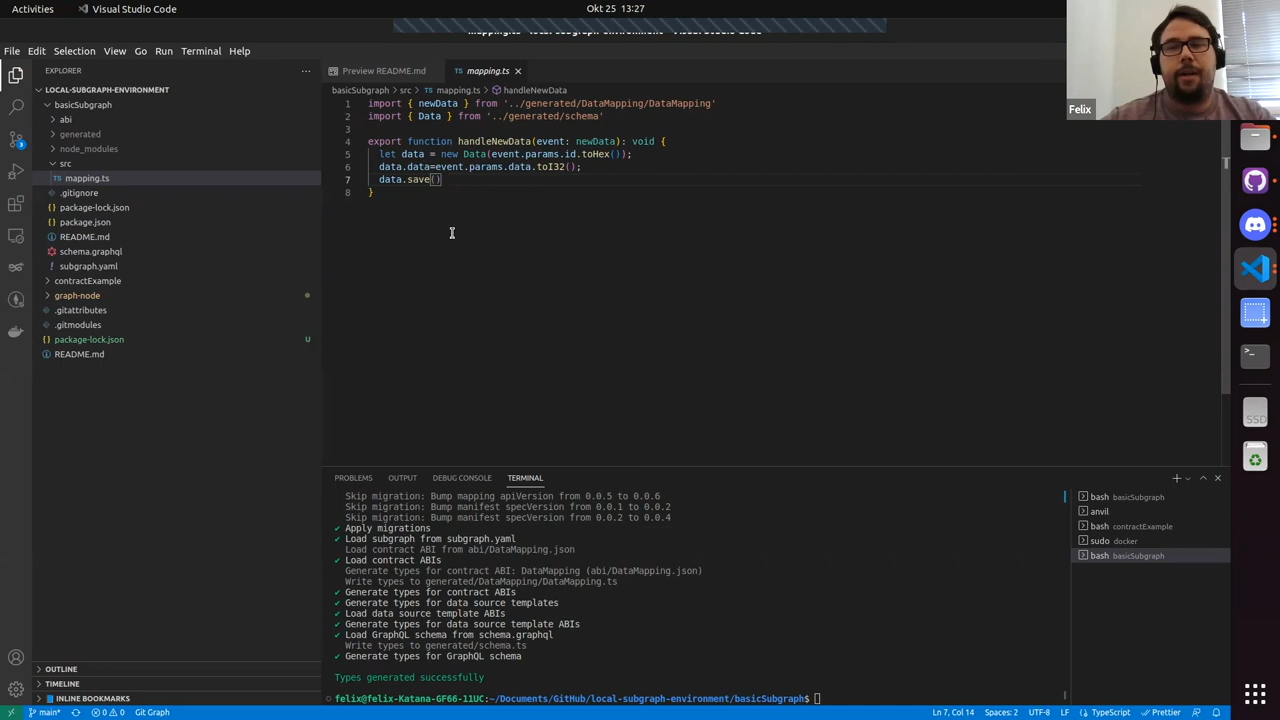 Activities
Visual Studio Code
Okt 25 13:27
File Edit Selection View Go Run Terminal Help
Felix
EXPLORER
LOCAL-SUBGRAPH-ENVIRONMENT
basicSubgraph
abi
generated
node_modules
src
mapping.ts
.gitignore
package-lock.json
package.json
README.md
schema.graphql
subgraph.yaml
contractExample
graph-node
.gitattributes
.gitmodules
package-lock.json U
README.md
OUTLINE
TIMELINE
INLINE BOOKMARKS
Preview README.md
mapping.ts
basicSubgraph > src > mapping.ts > handleNewData
1 import { newData } from '../generated/DataMapping/DataMapping'
2 import { Data } from '../generated/schema'
3
4 export function handleNewData(event: newData): void {
5 let data = new Data(event.params.id.toHex());
6 data.data=event.params.data.toI32();
7 data.save()
8 }
PROBLEMS OUTPUT DEBUG CONSOLE TERMINAL
Skip migration: Bump mapping apiVersion from 0.0.5 to 0.0.6
Skip migration: Bump manifest specVersion from 0.0.1 to 0.0.2
Skip migration: Bump manifest specVersion from 0.0.2 to 0.0.4
✔ Apply migrations
✔ Load subgraph from subgraph.yaml
Load contract ABI from abi/DataMapping.json
✔ Load contract ABIs
Generate types for contract ABI: DataMapping (abi/DataMapping.json)
Write types to generated/DataMapping/DataMapping.ts
✔ Generate types for contract ABIs
✔ Generate types for data source templates
✔ Load data source template ABIs
✔ Generate types for data source template ABIs
✔ Load GraphQL schema from schema.graphql
Write types to generated/schema.ts
✔ Generate types for GraphQL schema
Types generated successfully
felix@felix-Katana-GF66-11UC:~/Documents/GitHub/local-subgraph-environment/basicSubgraph$
bash basicSubgraph
anvil
bash contractExample
sudo docker
bash basicSubgraph
SSD
main*
0 0
Git Graph
Ln 7, Col 14
Spaces: 2
UTF-8
LF
TypeScript
Prettier